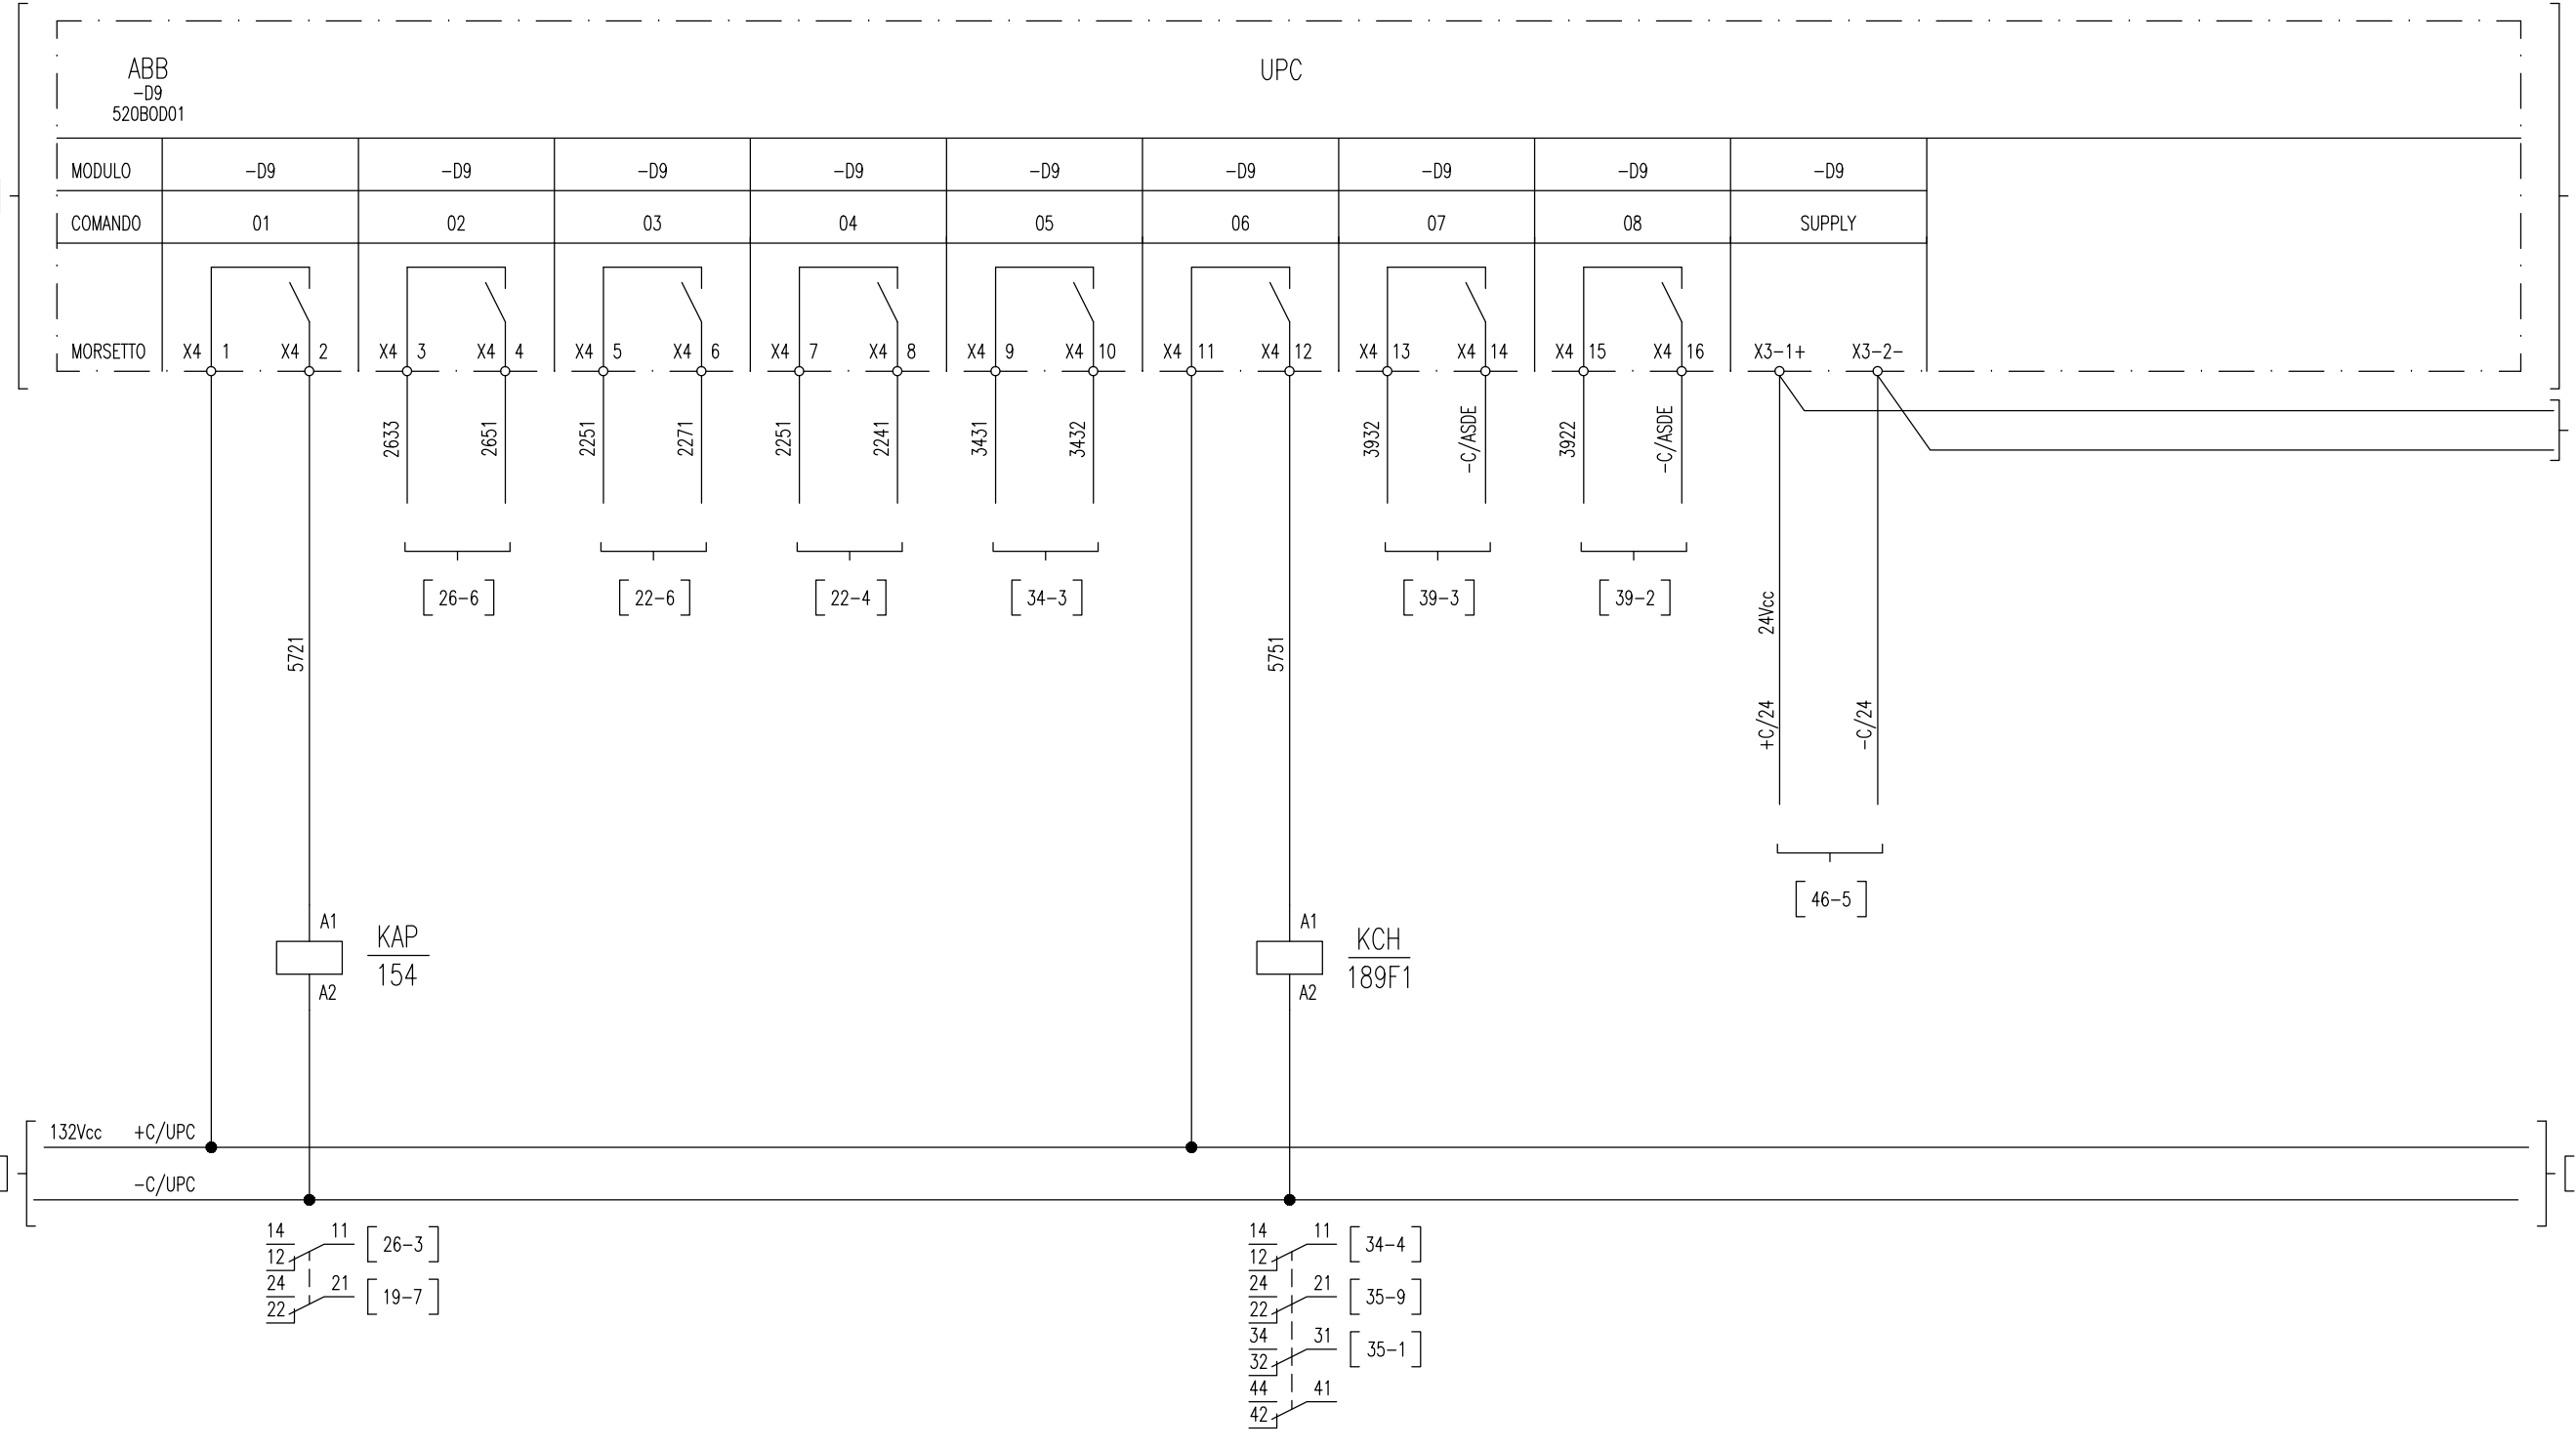 ABB
-D9
520BOD01
UPC
MODULO -D9 -D9 -D9 -D9 -D9 -D9 -D9 -D9 -D9
COMANDO 01 02 03 04 05 06 07 08 SUPPLY
MORSETTO X4 1 X4 2 X4 3 X4 4 X4 5 X4 6 X4 7 X4 8 X4 9 X4 10 X4 11 X4 12 X4 13 X4 14 X4 15 X4 16 X3-1+ X3-2-
2633 2651 2251 2271 2251 2241 3431 3432 3932 -C/ASDE 3922 -C/ASDE
26-6 22-6 22-4 34-3 39-3 39-2
5721 5751 24Vcc
+C/24 -C/24
46-5
A1 A1
KAP KCH
154 189F1
A2 A2
132Vcc +C/UPC
-C/UPC
14 11 26-3 14 11 34-4
12 12
24 21 19-7 24 21 35-9
22 22
34 31 35-1
32
44 41
42